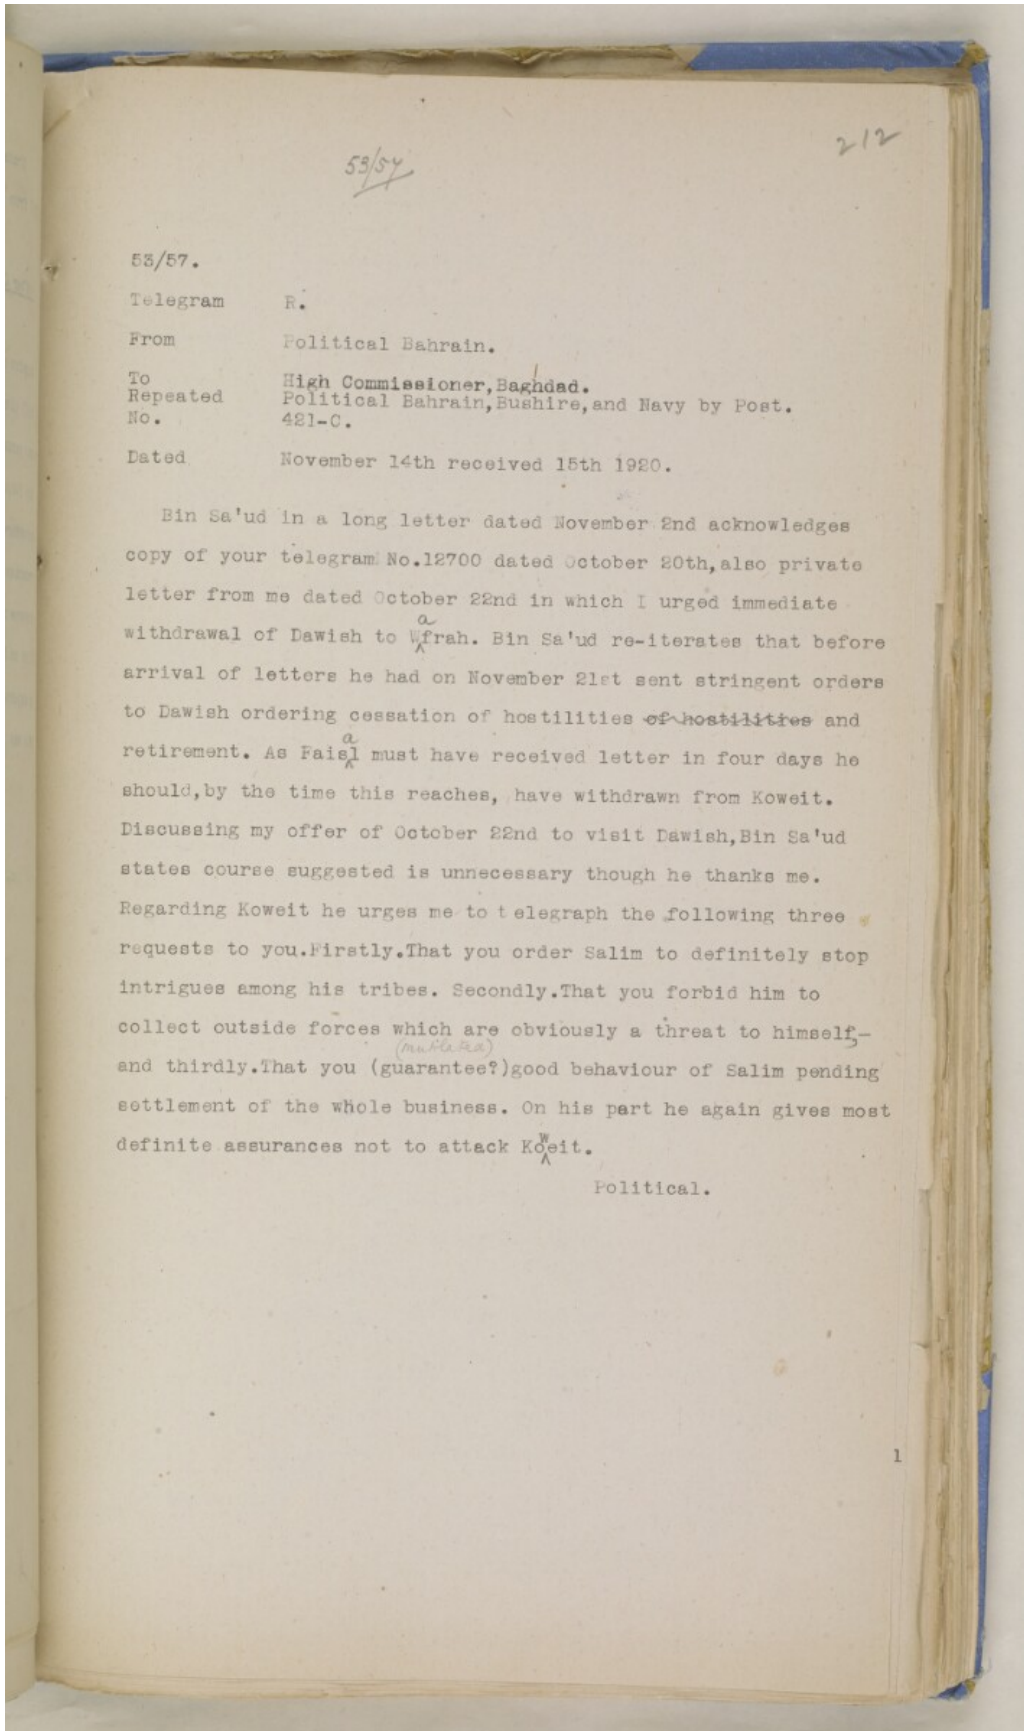 212
53/57
53/57.
Telegram R.
From Political Bahrain.
To High Commissioner, Baghdad.
Repeated Political Bahrain, Bushire, and Navy by Post.
No. 421-C.
Dated November 14th received 15th 1920.
Bin Sa'ud in a long letter dated November 2nd acknowledges
copy of your telegram No.12700 dated October 20th, also private
letter from me dated October 22nd in which I urged immediate
withdrawal of Dawish to Wafrah. Bin Sa'ud re-iterates that before
arrival of letters he had on November 21st sent stringent orders
to Dawish ordering cessation of hostilities of hostilities and
retirement. As Faisal must have received letter in four days he
should, by the time this reaches, have withdrawn from Koweit.
Discussing my offer of October 22nd to visit Dawish, Bin Sa'ud
states course suggested is unnecessary though he thanks me.
Regarding Koweit he urges me to t elegraph the following three
requests to you. Firstly. That you order Salim to definitely stop
intrigues among his tribes. Secondly. That you forbid him to
collect outside forces which are obviously a threat to himself,-
(mutilated)
and thirdly. That you (guarantee?) good behaviour of Salim pending
settlement of the whole business. On his part he again gives most
definite assurances not to attack Koweit.
Political.
1